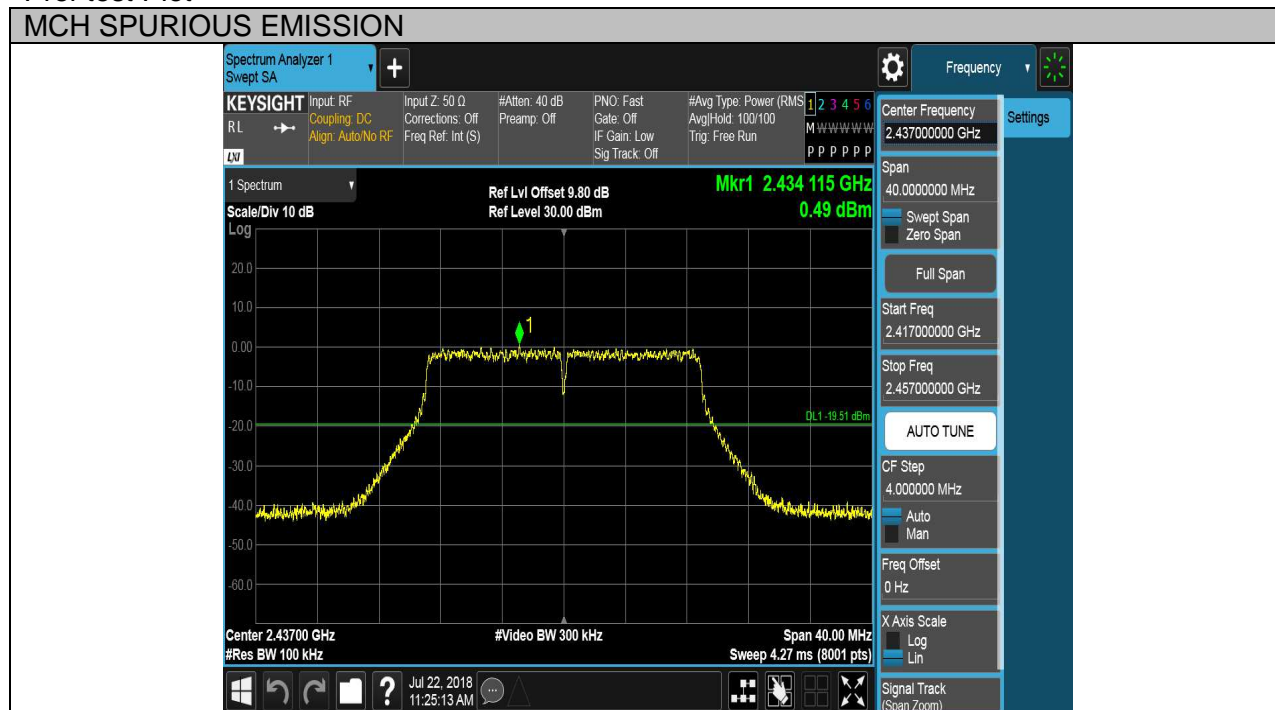 MCH SPURIOUS EMISSION
Spectrum Analyzer 1
Swept SA
+
Frequency
KEYSIGHT
RL
LXI
Input: RF
Coupling: DC
Align: Auto/No RF
Input Z: 50 Ω
Corrections: Off
Freq Ref: Int (S)
#Atten: 40 dB
Preamp: Off
PNO: Fast
Gate: Off
IF Gain: Low
Sig Track: Off
#Avg Type: Power (RMS
Avg|Hold: 100/100
Trig: Free Run
1 2 3 4 5 6
M W W W W W
P P P P P P
1 Spectrum
Scale/Div 10 dB
Log
Ref Lvl Offset 9.80 dB
Ref Level 30.00 dBm
Mkr1 2.434 115 GHz
0.49 dBm
20.0
10.0
0.00
-10.0
-20.0
-30.0
-40.0
-50.0
-60.0
1
DL1 -19.51 dBm
Center 2.43700 GHz
#Res BW 100 kHz
#Video BW 300 kHz
Span 40.00 MHz
Sweep 4.27 ms (8001 pts)
?
Jul 22, 2018
11:25:13 AM
Center Frequency
2.437000000 GHz
Settings
Span
40.0000000 MHz
Swept Span
Zero Span
Full Span
Start Freq
2.417000000 GHz
Stop Freq
2.457000000 GHz
AUTO TUNE
CF Step
4.000000 MHz
Auto
Man
Freq Offset
0 Hz
X Axis Scale
Log
Lin
Signal Track
(Span Zoom)